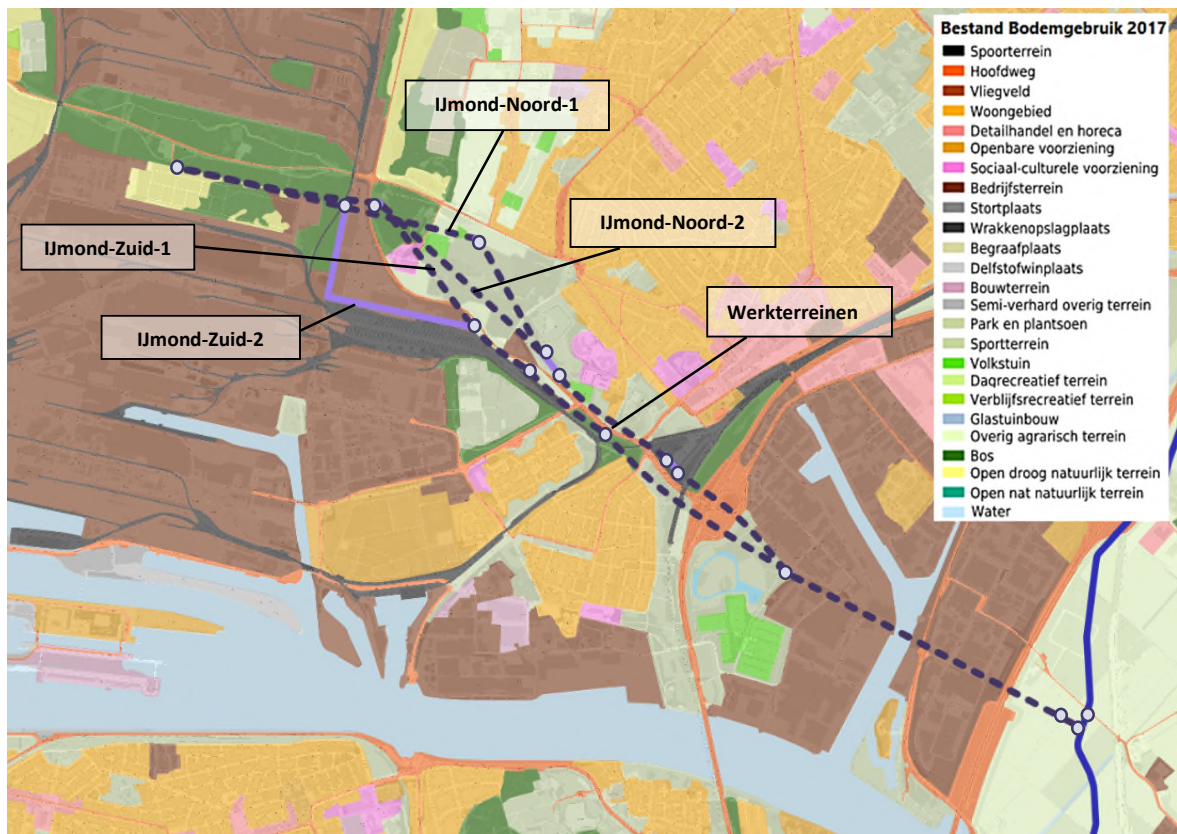 Bestand Bodemgebruik 2017
Spoorterrein
Hoofdweg
Vliegveld
Woongebied
Detailhandel en horeca
Openbare voorziening
Sociaal-culturele voorziening
Bedrijfsterrein
Stortplaats
Wrakkenopslagplaats
Begraafplaats
Delfstofwinplaats
Bouwterrein
Semi-verhard overig terrein
Park en plantsoen
Sportterrein
Volkstuin
Dagrecreatief terrein
Verblijfsrecreatief terrein
Glastuinbouw
Overig agrarisch terrein
Bos
Open droog natuurlijk terrein
Open nat natuurlijk terrein
Water
IJmond-Noord-1
IJmond-Noord-2
IJmond-Zuid-1
Werkterreinen
IJmond-Zuid-2